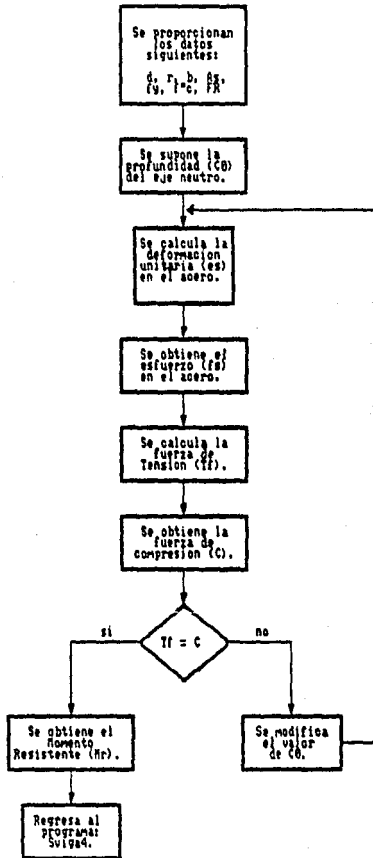 Se proporcionan
los datos
siguientes:
d, r, b, As,
fy, f*c, FR
Se supone la
profundidad (C0)
del eje neutro.
Se calcula la
deformacion
unitaria (es)
en el acero.
Se obtiene el
esfuerzo (fs)
en el acero.
Se calcula la
fuerza de
Tension (Tf).
Se obtiene la
fuerza de
compresion (C).
si
Tf = C
no
Se obtiene el
Momento
Resistente (Mr).
Se modifica
el valor
de C0.
Regresa al
programa:
Sviga4.